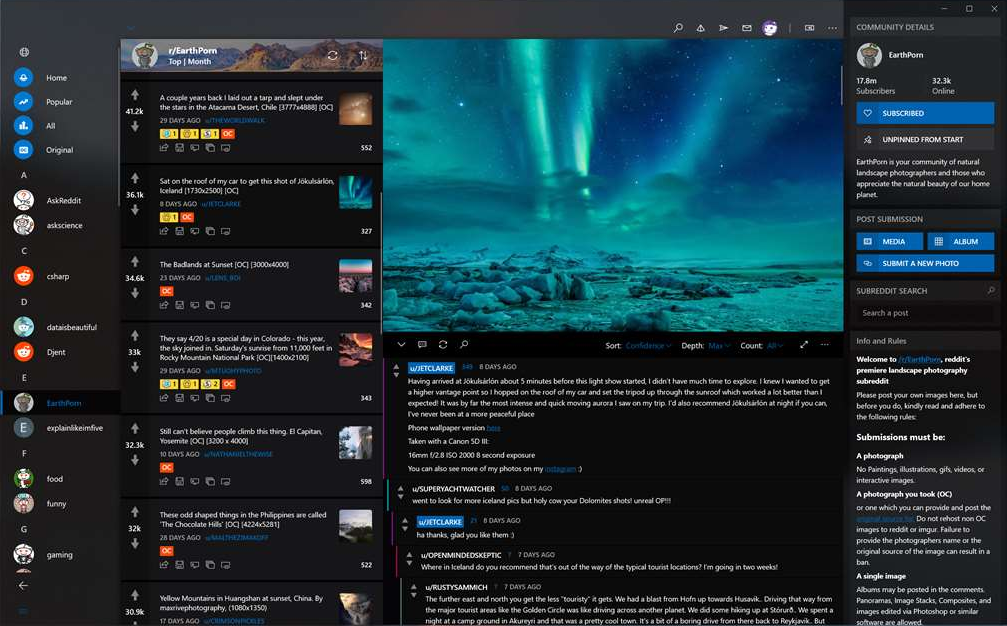 Home
Popular
All
Original
A
AskReddit
askscience
C
csharp
D
dataisbeautiful
Djent
E
EarthPorn
E
explainlikeimfive
F
food
funny
G
gaming
r/EarthPorn
Top | Month
41.2k
A couple years back I laid out a tarp and slept under
the stars in the Atacama Desert, Chile [3777x4888] [OC]
29 DAYS AGO u/THEWORLDWALK
1 1 1 OC
552
36.1k
Sat on the roof of my car to get this shot of Jökulsárlón,
Iceland [1730x2500] [OC]
8 DAYS AGO u/JETCLARKE
1 OC
327
34.6k
The Badlands at Sunset [OC] [3000x4000]
23 DAYS AGO u/LENS_BOI
OC
342
33k
They say 4/20 is a special day in Colorado - this year,
the sky joined in. Saturday's sunrise from 11,000 feet in
Rocky Mountain National Park [OC][1400x2100]
29 DAYS AGO u/MTUOHYPHOTO
1 1 2 OC
343
32.3k
Still can't believe people climb this thing. El Capitan,
Yosemite [OC] [3200 x 4000]
10 DAYS AGO u/NATHANIELTHEWISE
OC
598
32k
These odd shaped things in the Philippines are called
'The Chocolate Hills' [OC] [4224x5281]
28 DAYS AGO
OC
522
30.9k
Yellow Mountains in Huangshan at sunset, China. By
maxrivephotography, (1080x1350)
17 DAYS AGO u/CRIMSONHOBLES
Sort: Confidence Depth: Max Count: All
u/JETCLARKE 349 8 DAYS AGO
Having arrived at Jökulsárlón about 5 minutes before this light show started, I didn't have much time to explore. I knew I wanted to get
a higher vantage point so I hopped on the roof of my car and set the tripod up through the sunroof which worked a lot better than I
expected! It was by far the most intense and quick moving aurora I saw on my trip. I'd also recommend Jökulsárlón at night if you can,
I've never been at a more peaceful place
Phone wallpaper version here
Taken with a Canon 5D III:
16mm f/2.8 ISO 2000 8 second exposure
You can also see more of my photos on my instagram :)
u/SUPERYACHTWATCHER 50 8 DAYS AGO
went to look for more iceland pics but holy cow your Dolomites shots! unreal OP!!!
u/JETCLARKE 21 8 DAYS AGO
ha thanks, glad you like them :)
u/OPENMINDEDSKEPTIC 7 7 DAYS AGO
Where in Iceland do you recommend that's out of the way of the typical tourist locations? I'm going in two weeks!
u/RUSTYSAMMICH 7 DAYS AGO
The further east and north you get the less "touristy" it gets. We had a blast from Hofn up towards Husavik.. Driving that way from
the major tourist areas like the Golden Circle was like driving across another planet. We did some hiking up at Stórurð. We spent a
night at a camp ground in Akureyri and that was a pretty cool town. It's a bit of a boring drive from there back to Reykjavik.. But
COMMUNITY DETAILS
EarthPorn
17.8m 32.3k
Subscribers Online
SUBSCRIBED
UNPINNED FROM START
EarthPorn is your community of natural
landscape photographers and those who
appreciate the natural beauty of our home
planet.
POST SUBMISSION
MEDIA ALBUM
SUBMIT A NEW PHOTO
SUBREDDIT SEARCH
Search a post
Info and Rules
Welcome to /r/EarthPorn, reddit's
premiere landscape photography
subreddit
Please post your own images here, but
before you do, kindly read and adhere to
the following rules:
Submissions must be:
A photograph
No Paintings, illustrations, gifs, videos, or
interactive images.
A photograph you took (OC)
or one which you can provide and post the
original source for. Do not rehost non OC
images to reddit or imgur. Failure to
provide the photographers name or the
original source of the image can result in a
ban.
A single image
Albums may be posted in the comments.
Panoramas, Image Stacks, Composites, and
images edited via Photoshop or similar
software are allowed.